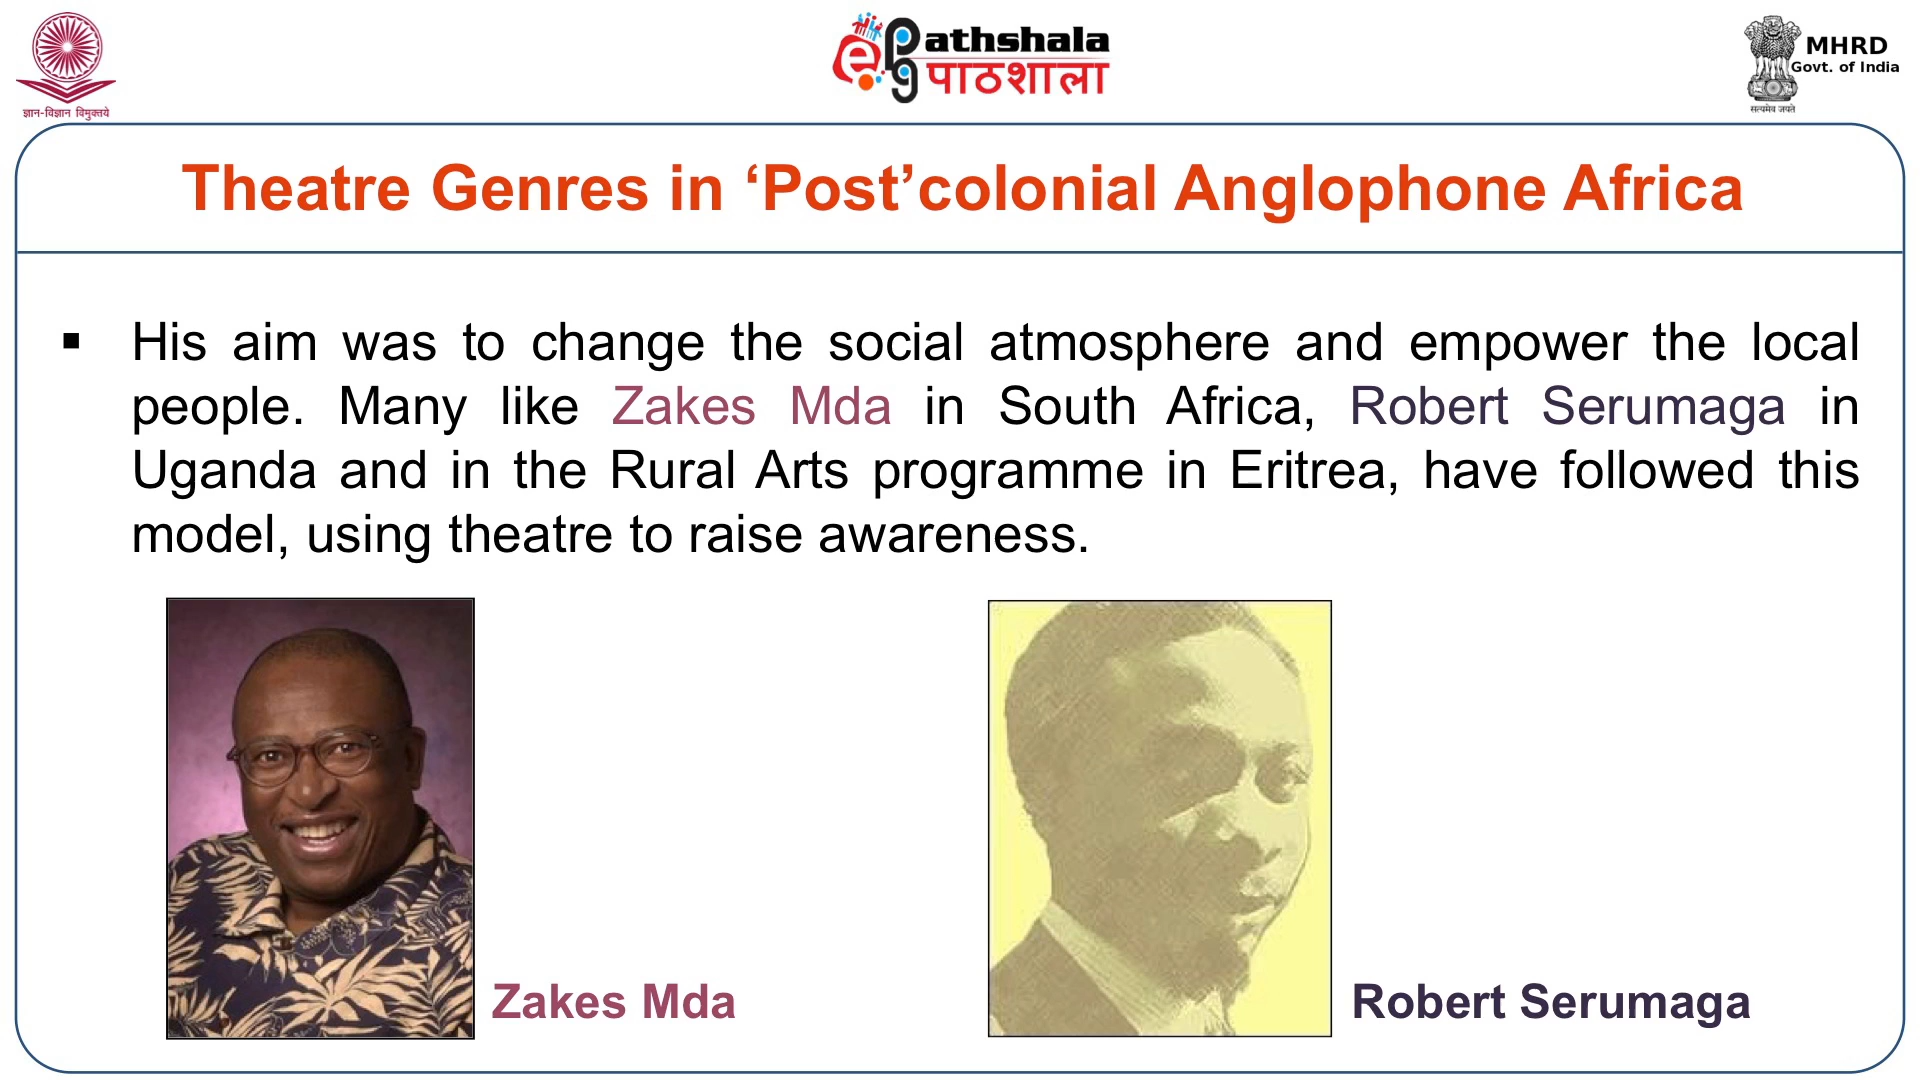 ज्ञान-विज्ञान विमुक्तये
ePg Pathshala
पाठशाला
MHRD
Govt. of India
सत्यमेव जयते
Theatre Genres in ‘Post’colonial Anglophone Africa
▪ His aim was to change the social atmosphere and empower the local
people. Many like Zakes Mda in South Africa, Robert Serumaga in
Uganda and in the Rural Arts programme in Eritrea, have followed this
model, using theatre to raise awareness.
Zakes Mda
Robert Serumaga